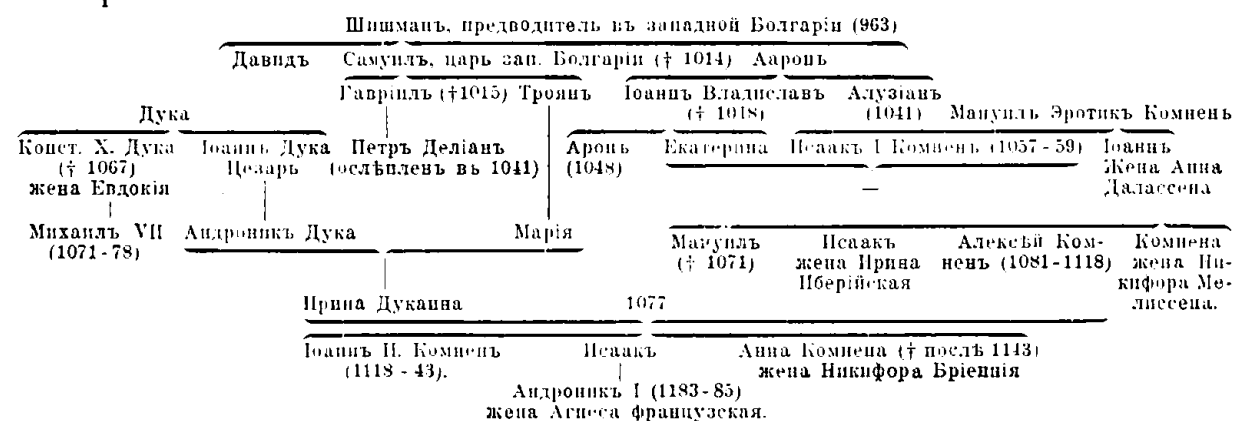 Шишманъ, предводитель въ западной Болгаріи (963)
Давидъ Самуилъ, царь зап. Болгаріи († 1014) Ааронъ
Гавріилъ (†1015) Троянъ Іоаннъ Владиславъ Алузіанъ
Дука († 1018) (1041) Мануилъ Эротикъ Комненъ
Конст. X. Дука Іоаннъ Дука Петръ Деліанъ Аронъ Екатерина Исаакъ I Комненъ (1057-59) Іоаннъ
(† 1067) Цезарь (ослѣпленъ въ 1041) (1048) Жена Анна
жена Евдокія — Далассена
Михаилъ VII Андроникъ Дука Марія Мануилъ Исаакъ Алексѣй Ком- Комнена
(1071-78) († 1071) жена Ирина ненъ (1081-1118) жена Ни-
Иберійская кифора Ме-
Ирина Дукаина 1077 лиссена.
Іоаннъ II. Комненъ Исаакъ Анна Комнена († послѣ 1143)
(1118 - 43). жена Никифора Бріеннія
Андроникъ I (1183-85)
жена Агнеса французская.